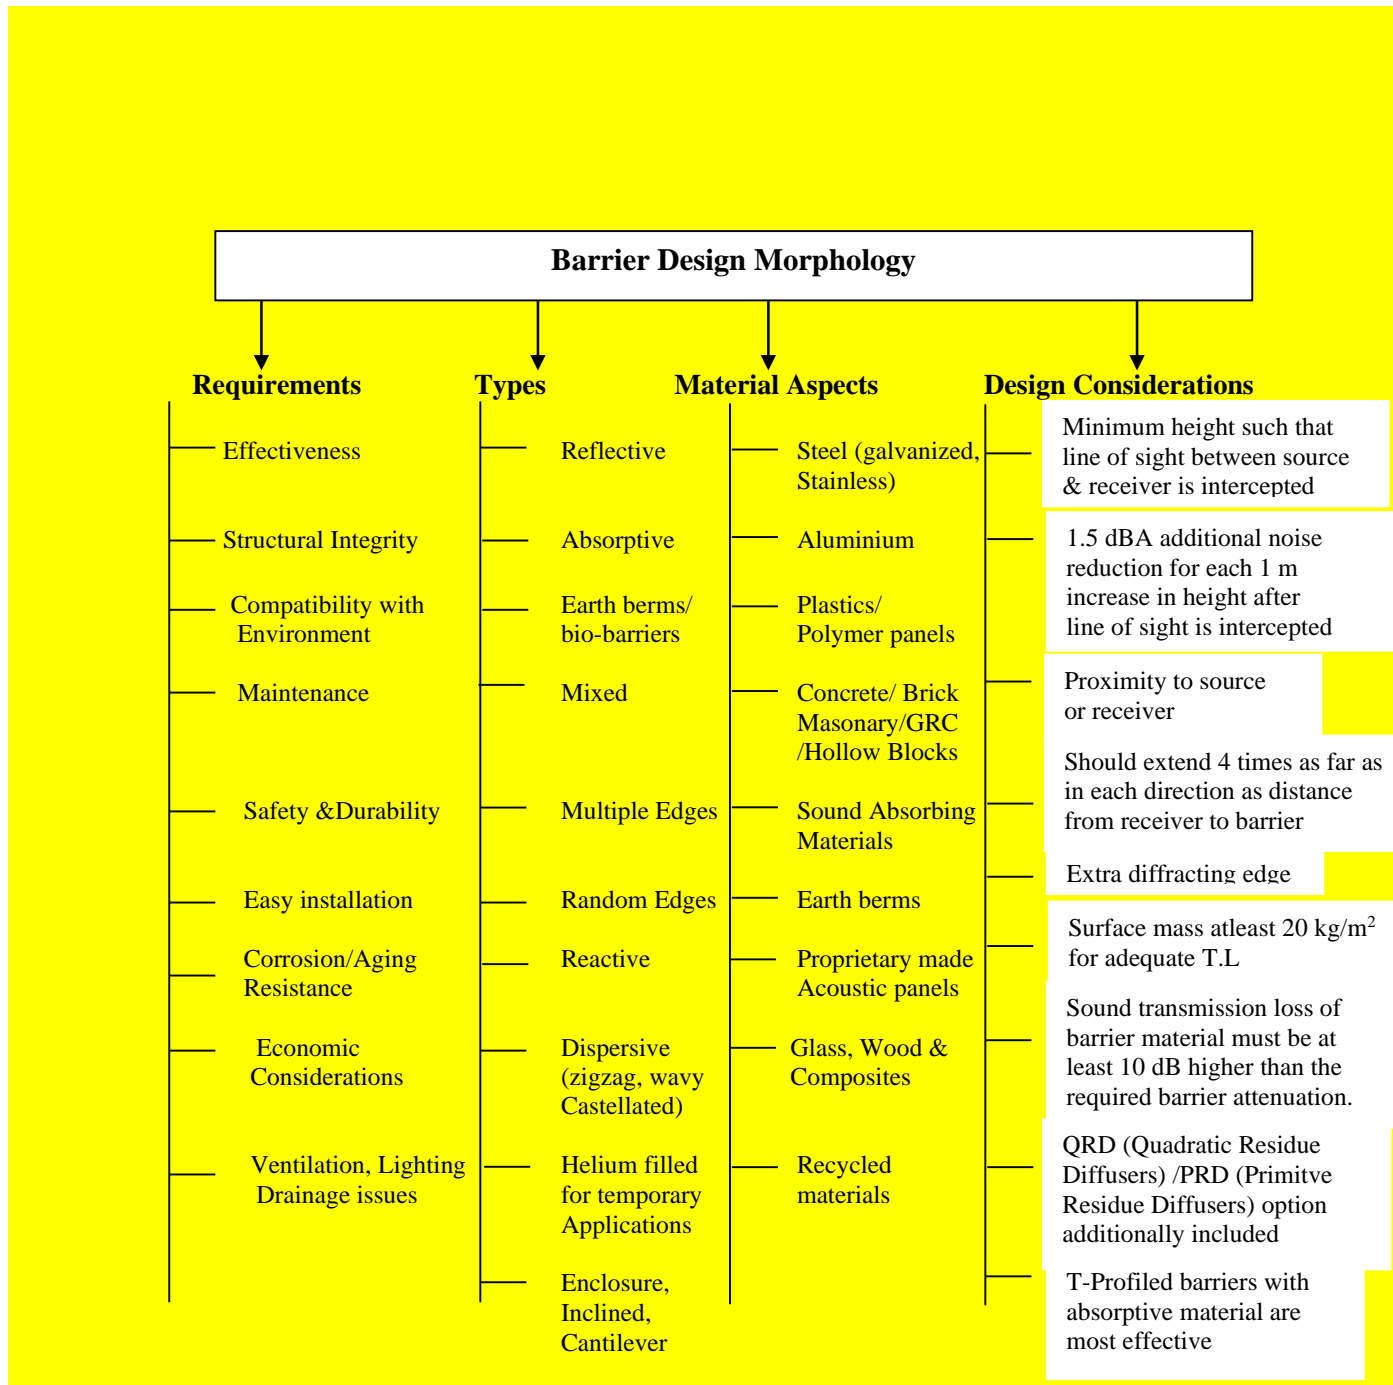 Barrier Design Morphology
Requirements
Effectiveness
Structural Integrity
Compatibility with
Environment
Maintenance
Safety &Durability
Easy installation
Corrosion/Aging
Resistance
Economic
Considerations
Ventilation, Lighting
Drainage issues
Types
Reflective
Absorptive
Earth berms/
bio-barriers
Mixed
Multiple Edges
Random Edges
Reactive
Dispersive
(zigzag, wavy
Castellated)
Helium filled
for temporary
Applications
Enclosure,
Inclined,
Cantilever
Material Aspects
Steel (galvanized,
Stainless)
Aluminium
Plastics/
Polymer panels
Concrete/ Brick
Masonary/GRC
/Hollow Blocks
Sound Absorbing
Materials
Earth berms
Proprietary made
Acoustic panels
Glass, Wood &
Composites
Recycled
materials
Design Considerations
Minimum height such that
line of sight between source
& receiver is intercepted
1.5 dBA additional noise
reduction for each 1 m
increase in height after
line of sight is intercepted
Proximity to source
or receiver
Should extend 4 times as far as
in each direction as distance
from receiver to barrier
Extra diffracting edge
Surface mass atleast 20 kg/m²
for adequate T.L
Sound transmission loss of
barrier material must be at
least 10 dB higher than the
required barrier attenuation.
QRD (Quadratic Residue
Diffusers) /PRD (Primitve
Residue Diffusers) option
additionally included
T-Profiled barriers with
absorptive material are
most effective